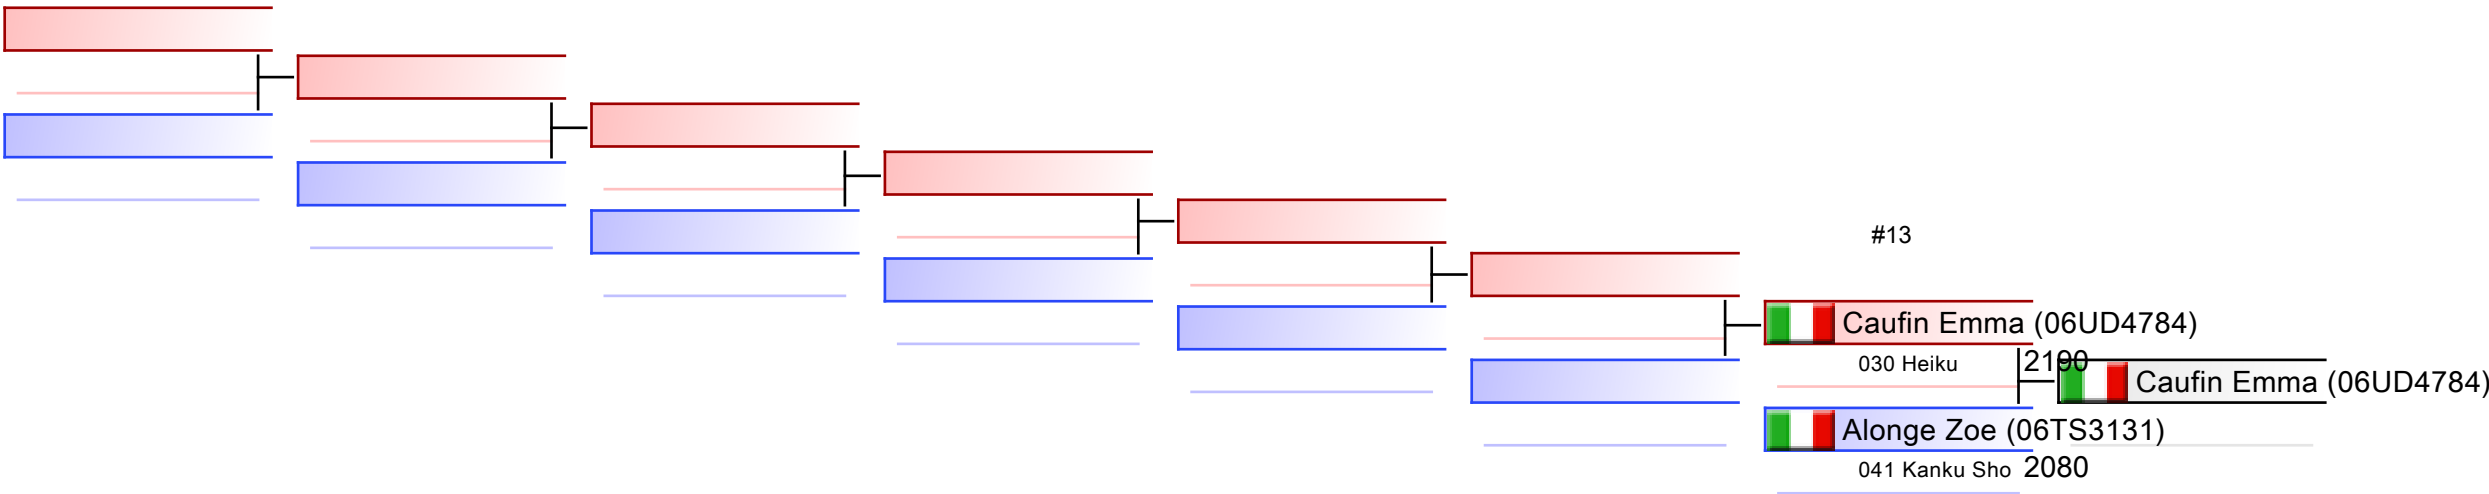 #13
Caufin Emma (06UD4784)
030 Heiku 2190
Caufin Emma (06UD4784)
Alonge Zoe (06TS3131)
041 Kanku Sho 2080